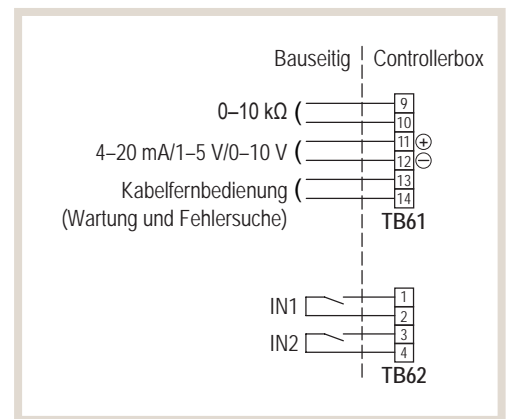 Bauseitig Controllerbox
0–10 kΩ ( 9
10
4–20 mA/1–5 V/0–10 V ( 11 +
12 −
Kabelfernbedienung ( 13
(Wartung und Fehlersuche) 14
TB61
IN1 1
2
IN2 3
4
TB62